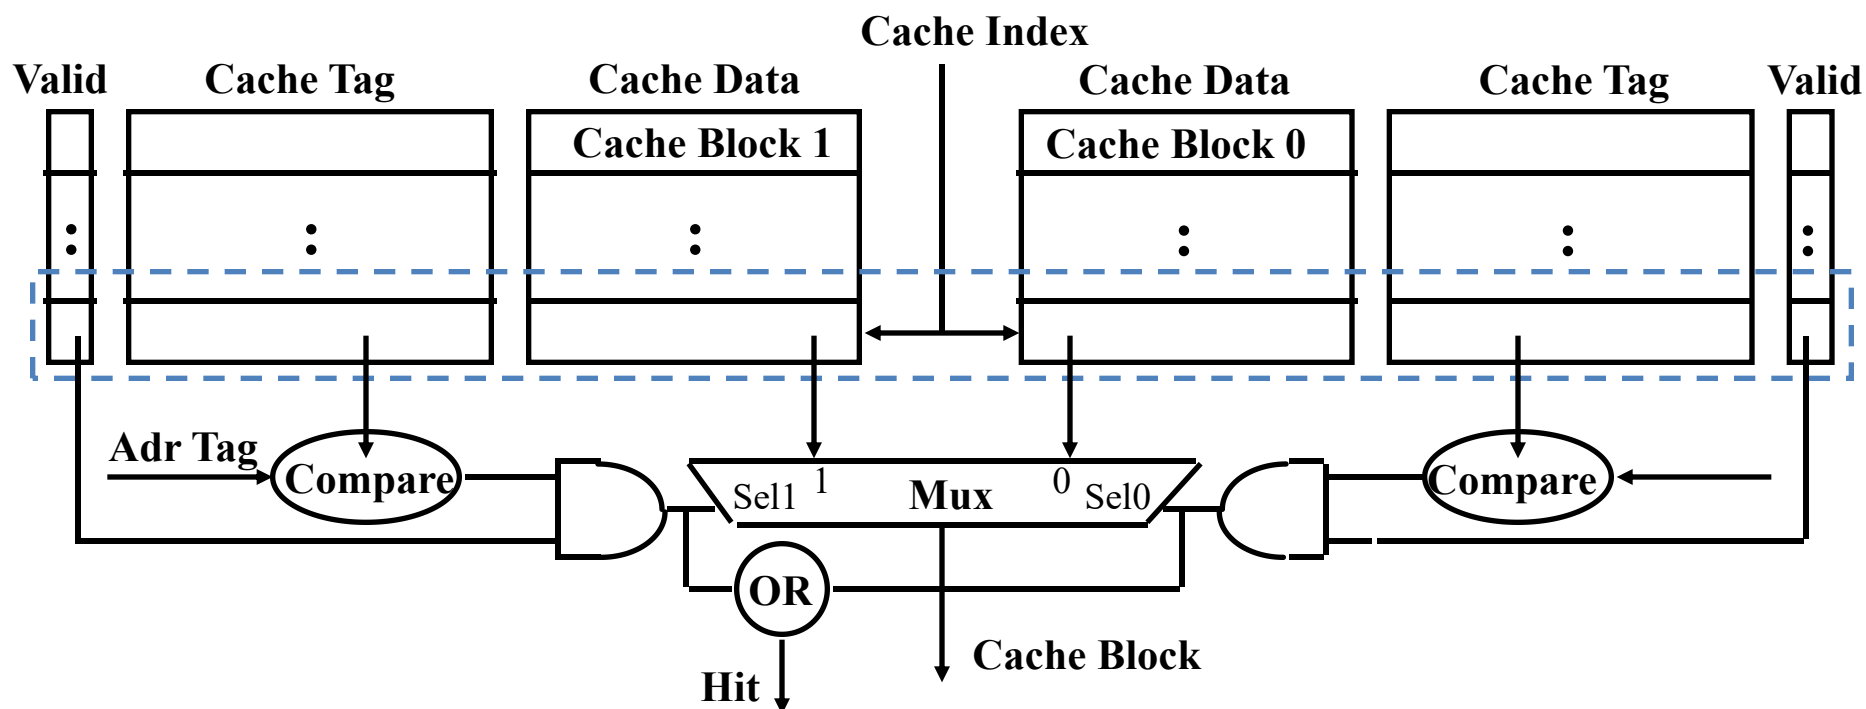 Cache Index
Valid
Cache Tag
Cache Data
Cache Data
Cache Tag
Valid
Cache Block 1
Cache Block 0
Adr Tag
Compare
Sel1
1
Mux
0
Sel0
Compare
OR
Cache Block
Hit